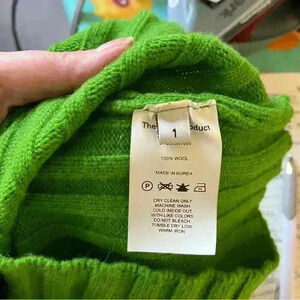 The
1
oduct
100% WOOL
MADE IN KOREA
P
DRY CLEAN ONLY
MACHINE WASH
COLD INSIDE OUT
WITH LIKE COLORS
DO NOT BLEACH
TUMBLE DRY LOW
WARM IRON